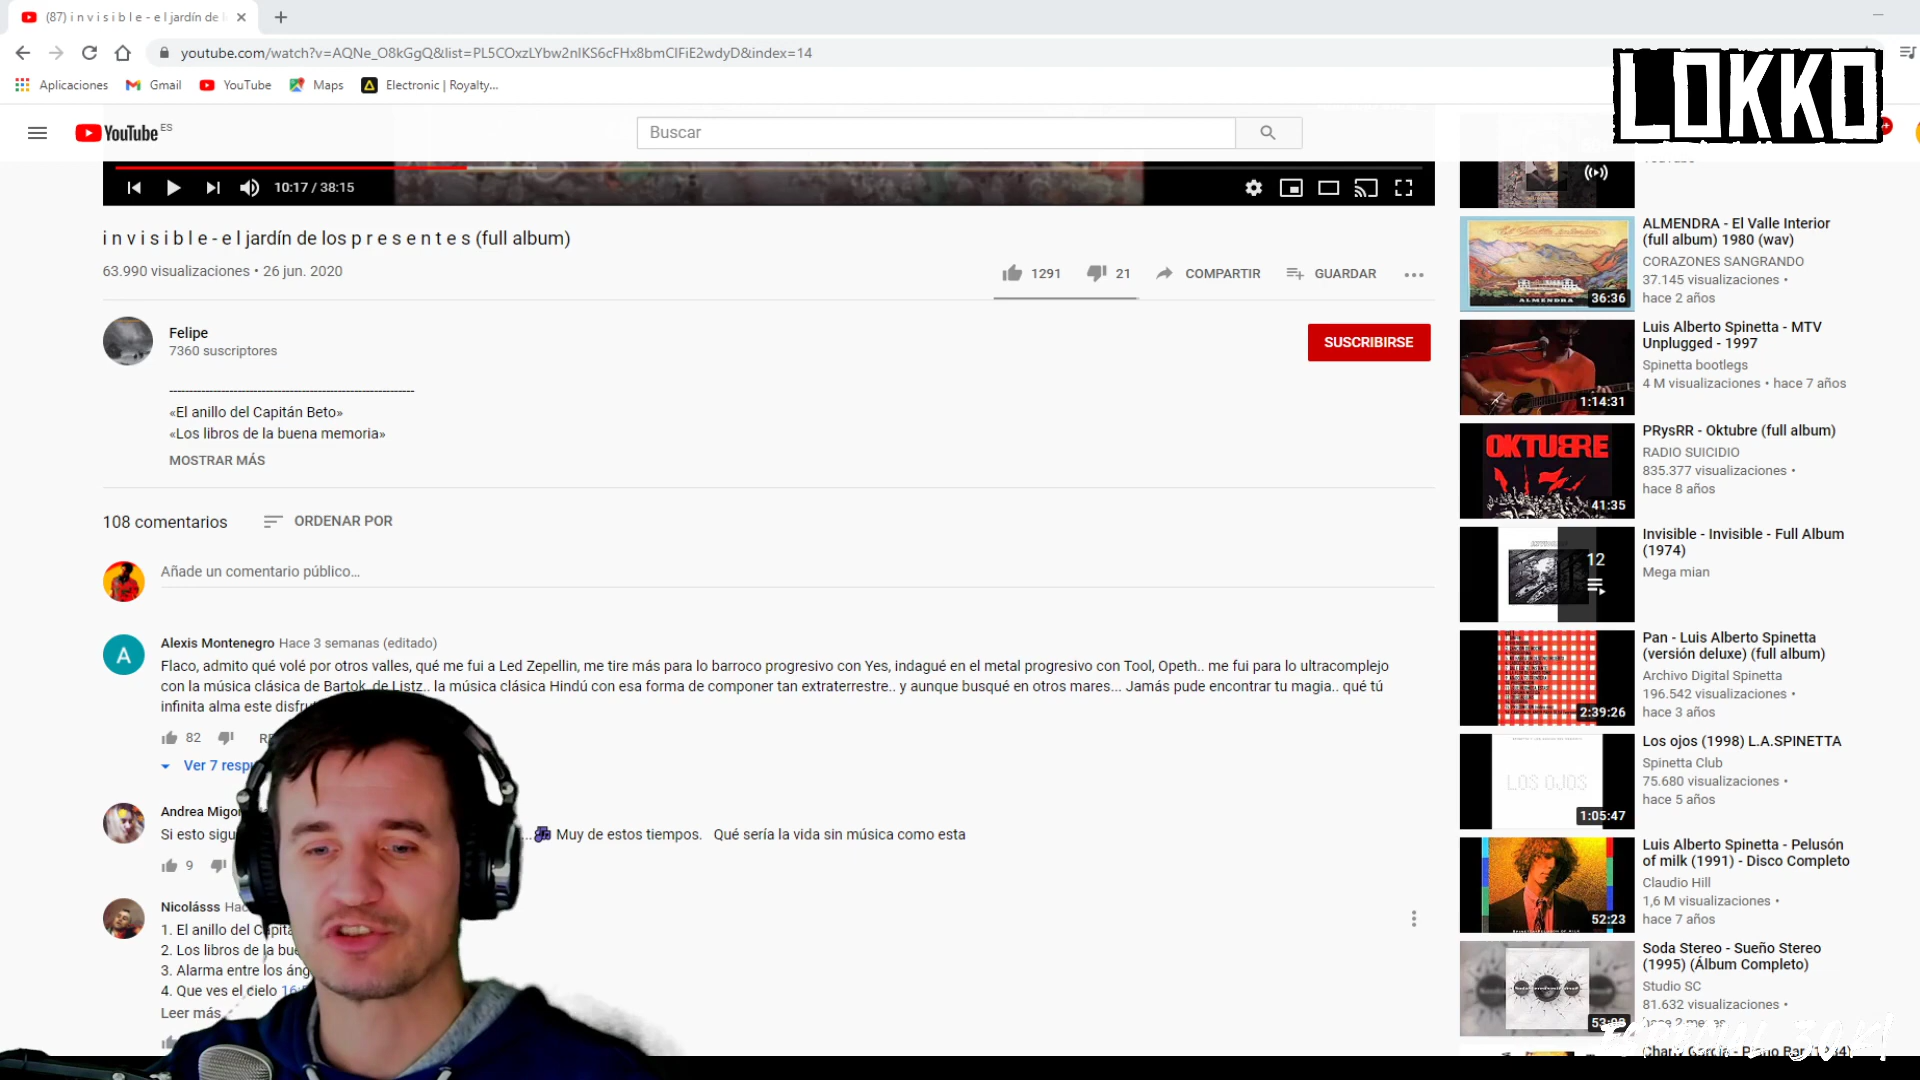 (87) i n v i s i b l e - e l jardín de l
youtube.com/watch?v=AQNe_O8kGgQ&list=PL5COxzLYbw2nlKS6cFHx8bmClFiE2wdyD&index=14
Aplicaciones
Gmail
YouTube
Maps
Electronic | Royalty...
LOKKO
YouTube ES
Buscar
10:17 / 38:15
i n v i s i b l e - e l jardín de los p r e s e n t e s (full album)
63.990 visualizaciones • 26 jun. 2020
1291
21
COMPARTIR
GUARDAR
Felipe
7360 suscriptores
SUSCRIBIRSE
«El anillo del Capitán Beto»
«Los libros de la buena memoria»
MOSTRAR MÁS
108 comentarios
ORDENAR POR
Añade un comentario público...
Alexis Montenegro Hace 3 semanas (editado)
Flaco, admito qué volé por otros valles, qué me fui a Led Zepellin, me tire más para lo barroco progresivo con Yes, indagué en el metal progresivo con Tool, Opeth.. me fui para lo ultracomplejo
con la música clásica de Bartok, de Listz.. la música clásica Hindú con esa forma de componer tan extraterrestre.. y aunque busqué en otros mares... Jamás pude encontrar tu magia.. qué tú
infinita alma este
82
Ver 7
Andrea
Si esto ... Muy de estos tiempos. Qué sería la vida sin música como esta
9
Nicolásss
1. El anillo del
2. Los libros de la
3. Alarma entre los
4. Que ves el cielo
Leer más
ALMENDRA - El Valle Interior
(full album) 1980 (wav)
CORAZONES SANGRANDO
37.145 visualizaciones •
hace 2 años
ALMENDRA
36:36
Luis Alberto Spinetta - MTV
Unplugged - 1997
Spinetta bootlegs
4 M visualizaciones • hace 7 años
1:14:31
PRysRR - Oktubre (full album)
RADIO SUICIDIO
835.377 visualizaciones •
hace 8 años
OKTUBRE
41:35
Invisible - Invisible - Full Album
(1974)
Mega mian
12
Pan - Luis Alberto Spinetta
(versión deluxe) (full album)
Archivo Digital Spinetta
196.542 visualizaciones •
hace 3 años
2:39:26
Los ojos (1998) L.A.SPINETTA
Spinetta Club
75.680 visualizaciones •
hace 5 años
LOS OJOS
1:05:47
Luis Alberto Spinetta - Pelusón
of milk (1991) - Disco Completo
Claudio Hill
1,6 M visualizaciones •
hace 7 años
52:23
Soda Stereo - Sueño Stereo
(1995) (Álbum Completo)
Studio SC
81.632 visualizaciones •
hace 2 meses